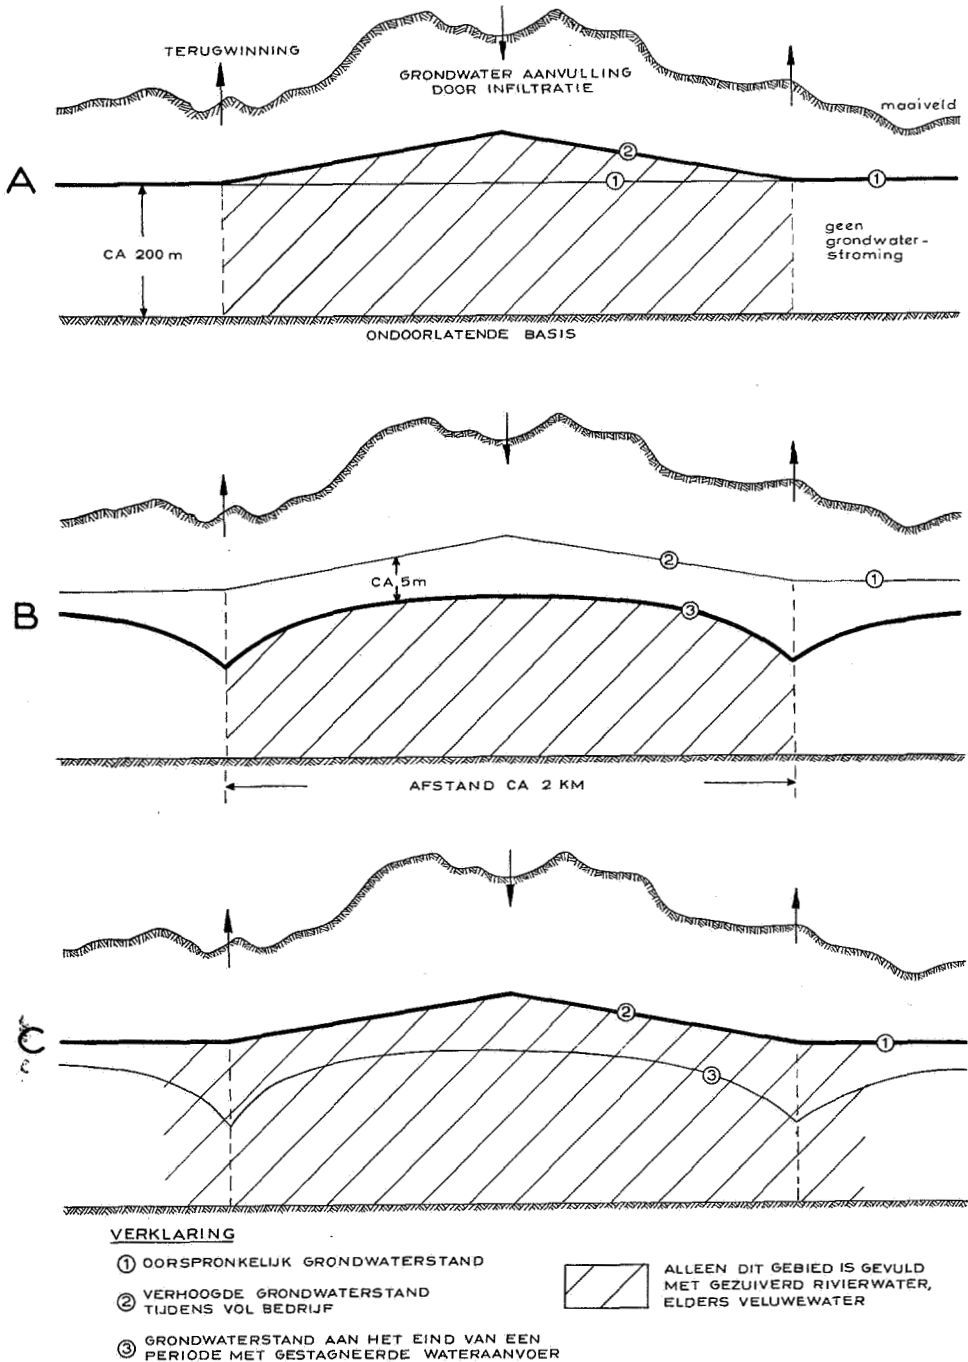 TERUGWINNING
GRONDWATER AANVULLING
DOOR INFILTRATIE
maaiveld
A
2
1
1
CA 200 m
geen
grondwater-
stroming
ONDOORLATENDE BASIS
B
2
1
CA 5m
3
AFSTAND CA 2 KM
C
2
1
3
VERKLARING
1 OORSPRONKELIJK GRONDWATERSTAND
2 VERHOOGDE GRONDWATERSTAND
TIJDENS VOL BEDRIJF
3 GRONDWATERSTAND AAN HET EIND VAN EEN
PERIODE MET GESTAGNEERDE WATERAANVOER
ALLEEN DIT GEBIED IS GEVULD
MET GEZUIVERD RIVIERWATER,
ELDERS VELUWEWATER